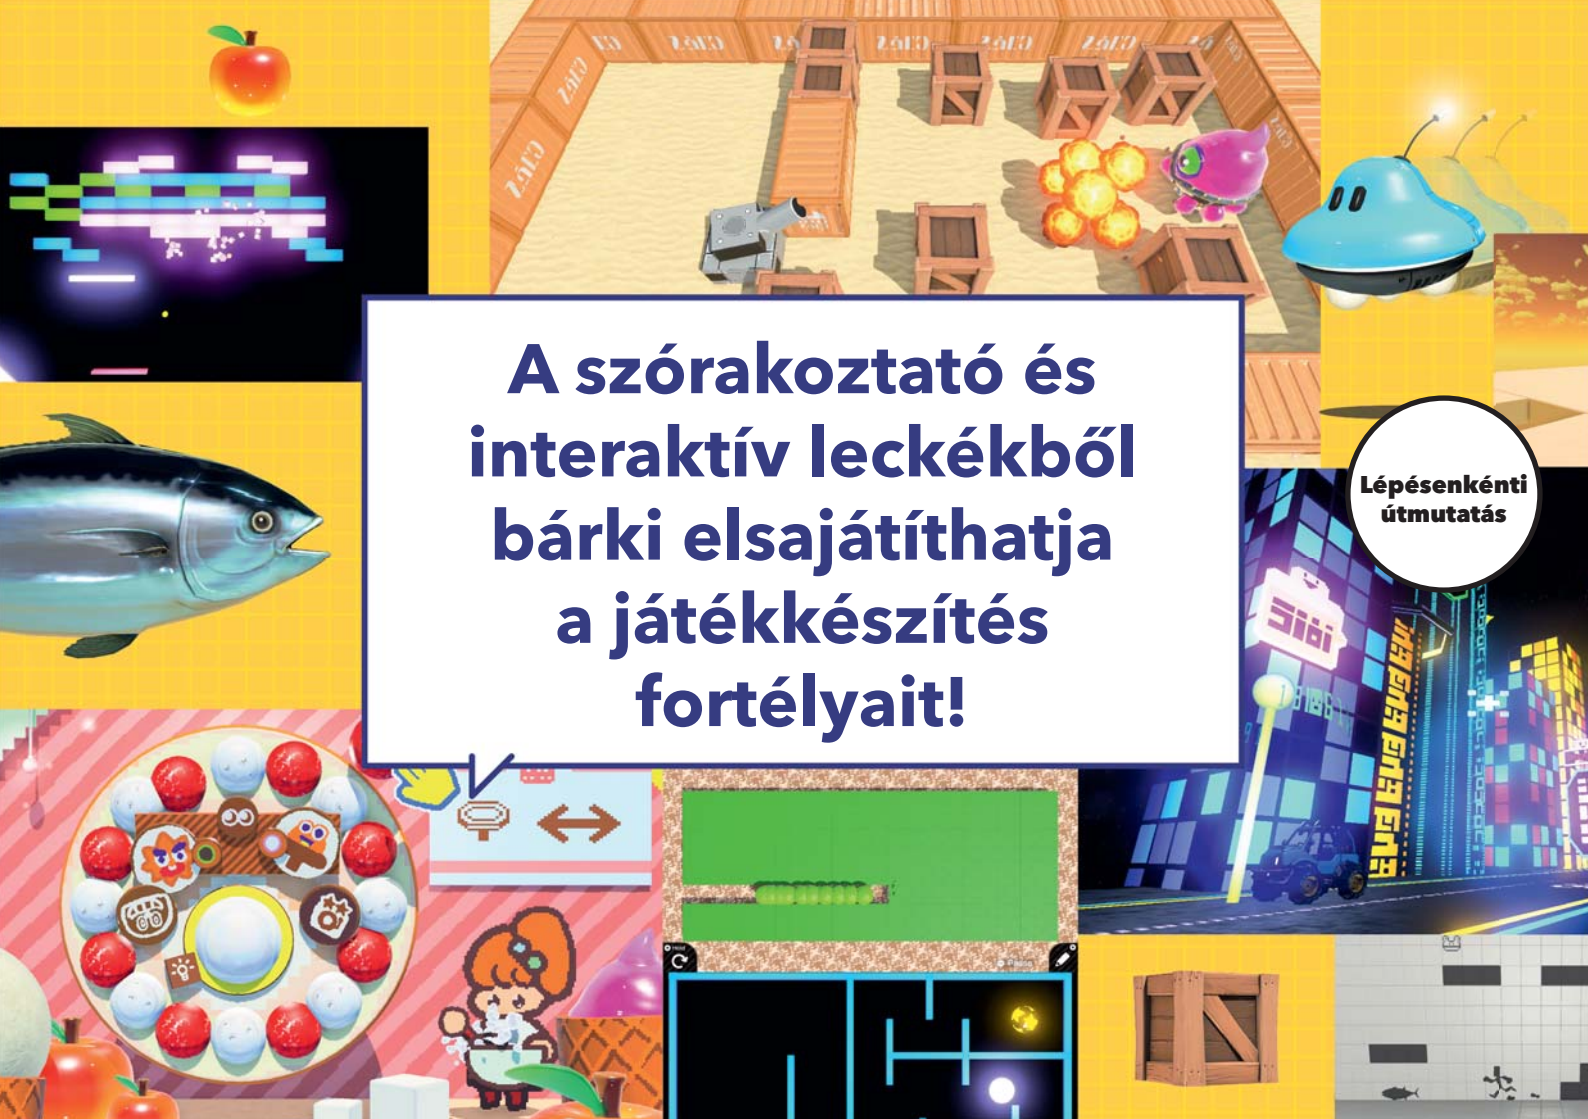 A szórakoztató és
interaktív leckékből
bárki elsajátíthatja
a játékkészítés
fortélyait!
Lépésenkénti
útmutatás